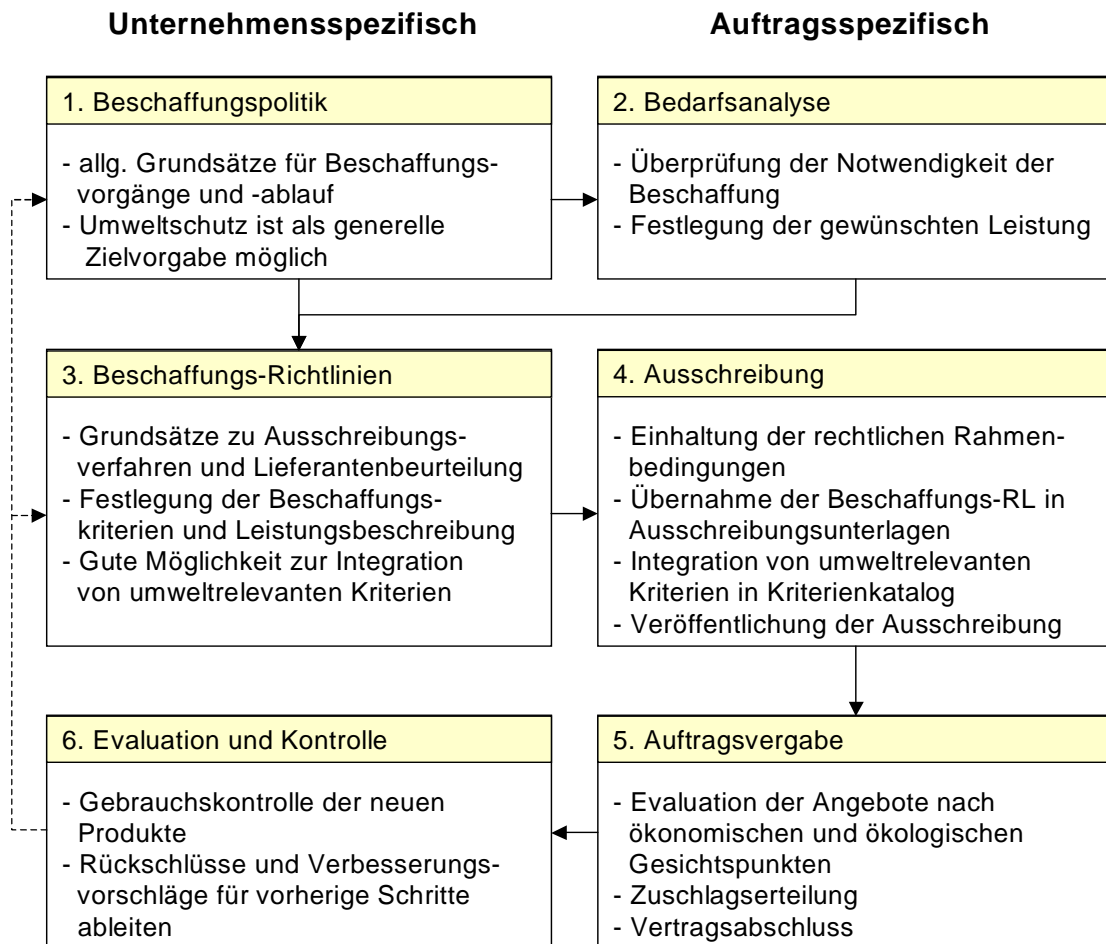 Unternehmensspezifisch
Auftragsspezifisch
1. Beschaffungspolitik
- allg. Grundsätze für Beschaffungs-
vorgänge und -ablauf
- Umweltschutz ist als generelle
Zielvorgabe möglich
2. Bedarfsanalyse
- Überprüfung der Notwendigkeit der
Beschaffung
- Festlegung der gewünschten Leistung
3. Beschaffungs-Richtlinien
- Grundsätze zu Ausschreibungs-
verfahren und Lieferantenbeurteilung
- Festlegung der Beschaffungs-
kriterien und Leistungsbeschreibung
- Gute Möglichkeit zur Integration
von umweltrelevanten Kriterien
4. Ausschreibung
- Einhaltung der rechtlichen Rahmen-
bedingungen
- Übernahme der Beschaffungs-RL in
Ausschreibungsunterlagen
- Integration von umweltrelevanten
Kriterien in Kriterienkatalog
- Veröffentlichung der Ausschreibung
6. Evaluation und Kontrolle
- Gebrauchskontrolle der neuen
Produkte
- Rückschlüsse und Verbesserungs-
vorschläge für vorherige Schritte
ableiten
5. Auftragsvergabe
- Evaluation der Angebote nach
ökonomischen und ökologischen
Gesichtspunkten
- Zuschlagserteilung
- Vertragsabschluss